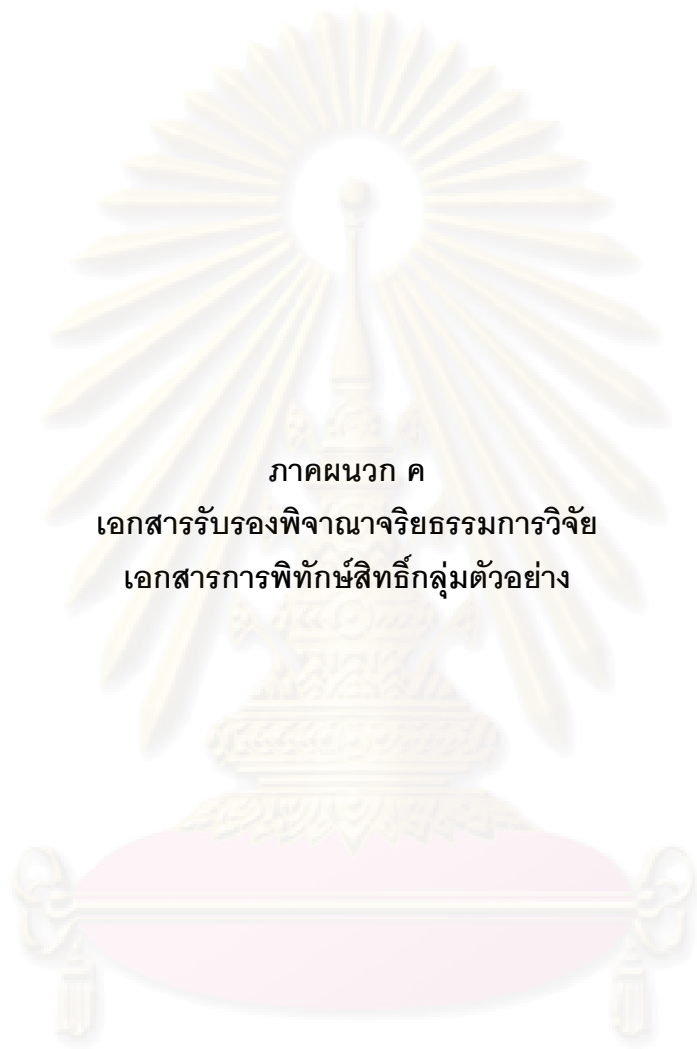 ภาคผนวก ค
เอกสารรับรองพิจาณาจริยธรรมการวิจัย
เอกสารการพิทักษ์สิทธิ์กลุ่มตัวอย่าง